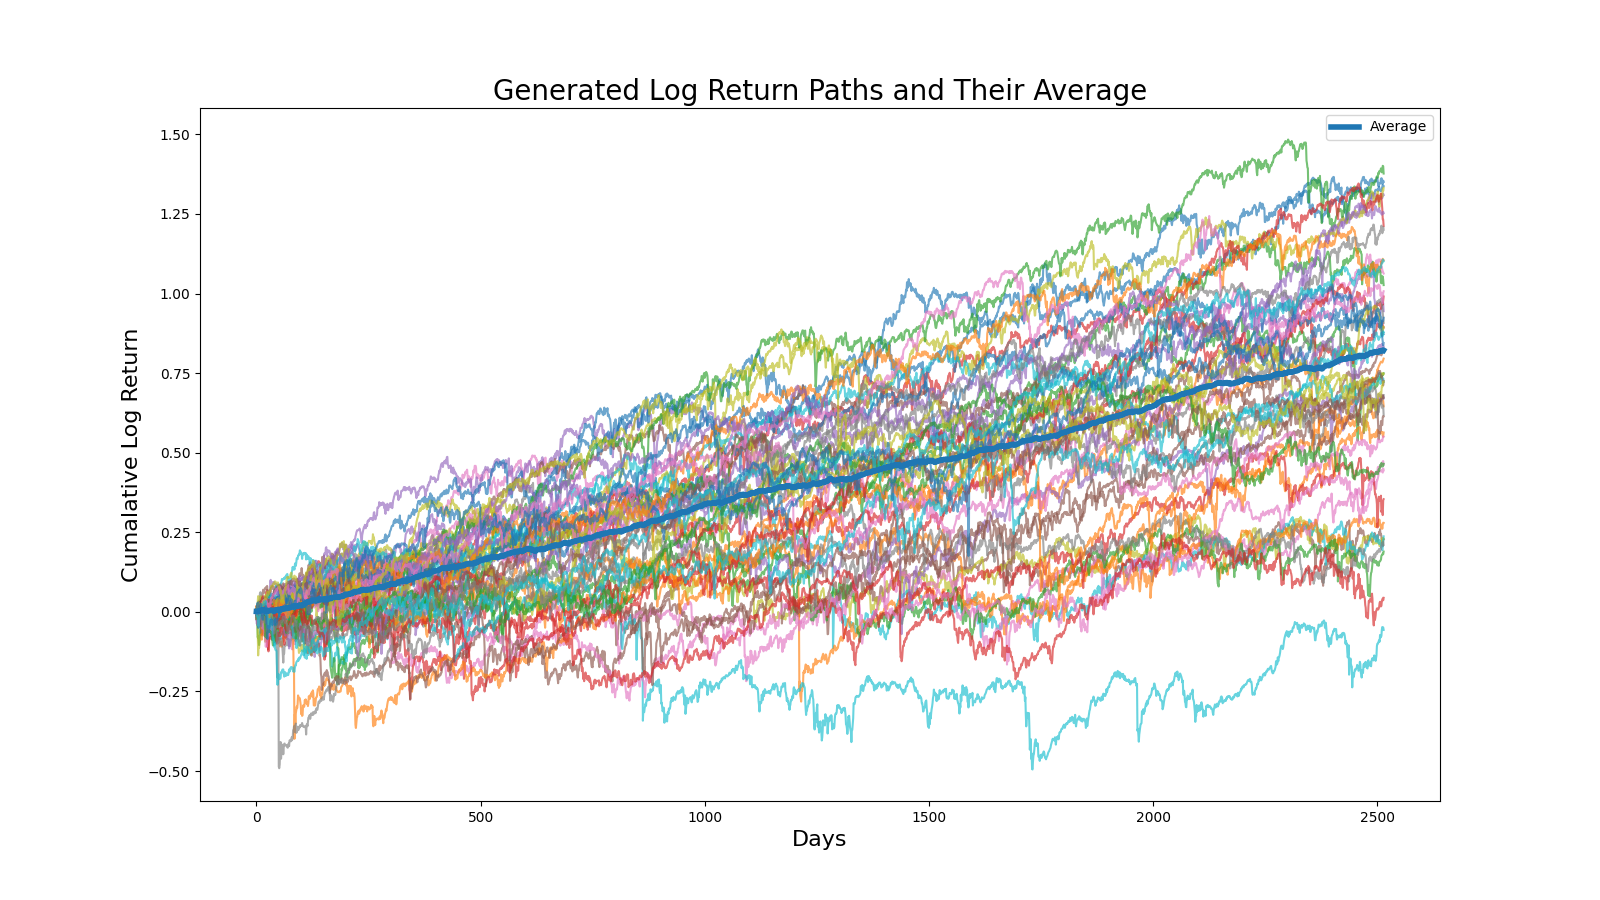 Generated Log Return Paths and Their Average
Average
1.50
1.25
1.00
0.75
0.50
0.25
0.00
−0.25
−0.50
Cumalative Log Return
0 500 1000 1500 2000 2500
Days